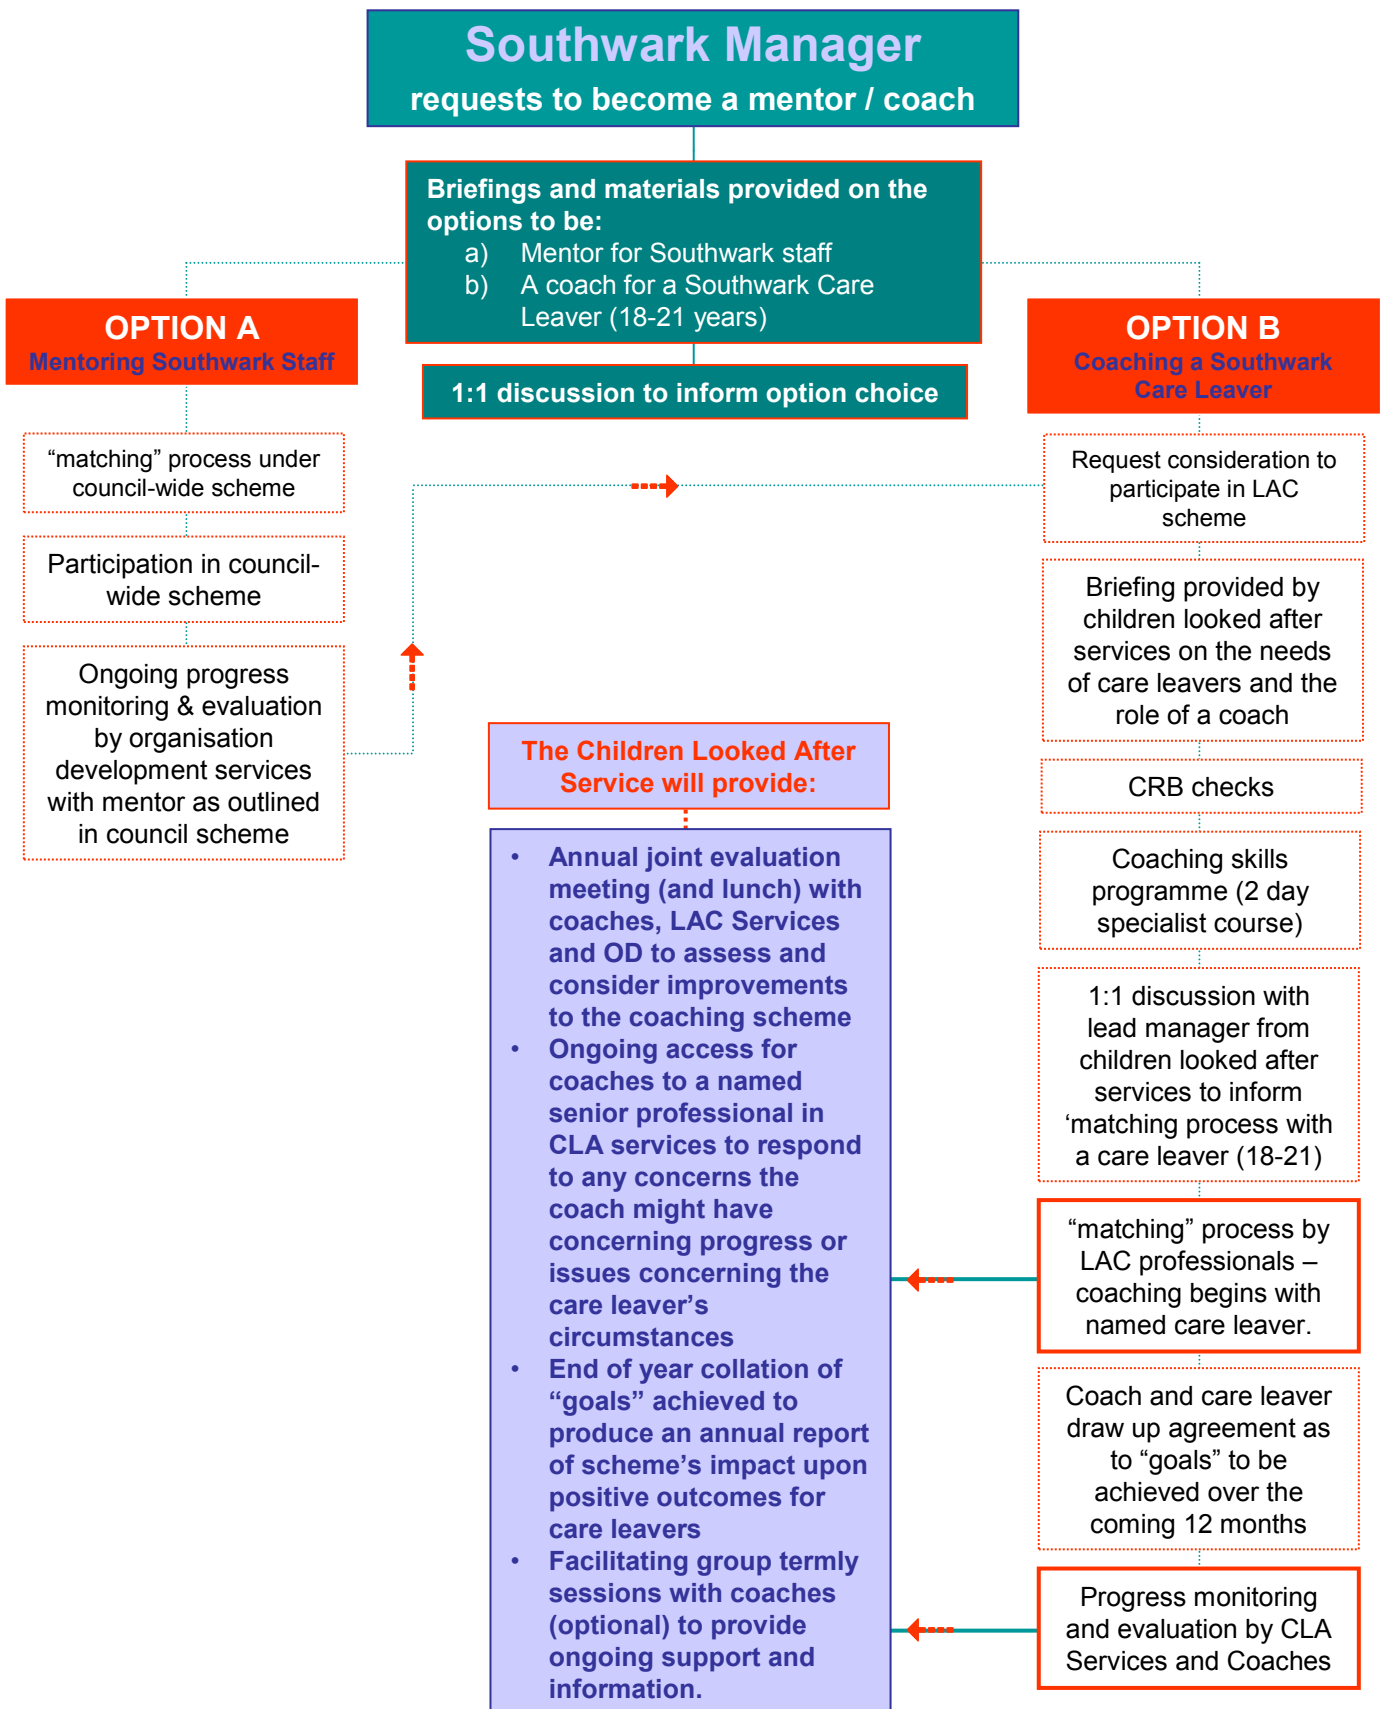 Southwark Manager
requests to become a mentor / coach
Briefings and materials provided on the
options to be:
a) Mentor for Southwark staff
b) A coach for a Southwark Care
Leaver (18-21 years)
1:1 discussion to inform option choice
OPTION A
Mentoring Southwark Staff
“matching” process under
council-wide scheme
Participation in council-
wide scheme
Ongoing progress
monitoring & evaluation
by organisation
development services
with mentor as outlined
in council scheme
OPTION B
Coaching a Southwark
Care Leaver
Request consideration to
participate in LAC
scheme
Briefing provided by
children looked after
services on the needs
of care leavers and the
role of a coach
CRB checks
Coaching skills
programme (2 day
specialist course)
1:1 discussion with
lead manager from
children looked after
services to inform
‘matching process with
a care leaver (18-21)
“matching” process by
LAC professionals –
coaching begins with
named care leaver.
Coach and care leaver
draw up agreement as
to “goals” to be
achieved over the
coming 12 months
Progress monitoring
and evaluation by CLA
Services and Coaches
The Children Looked After
Service will provide:
• Annual joint evaluation
meeting (and lunch) with
coaches, LAC Services
and OD to assess and
consider improvements
to the coaching scheme
• Ongoing access for
coaches to a named
senior professional in
CLA services to respond
to any concerns the
coach might have
concerning progress or
issues concerning the
care leaver’s
circumstances
• End of year collation of
“goals” achieved to
produce an annual report
of scheme’s impact upon
positive outcomes for
care leavers
• Facilitating group termly
sessions with coaches
(optional) to provide
ongoing support and
information.